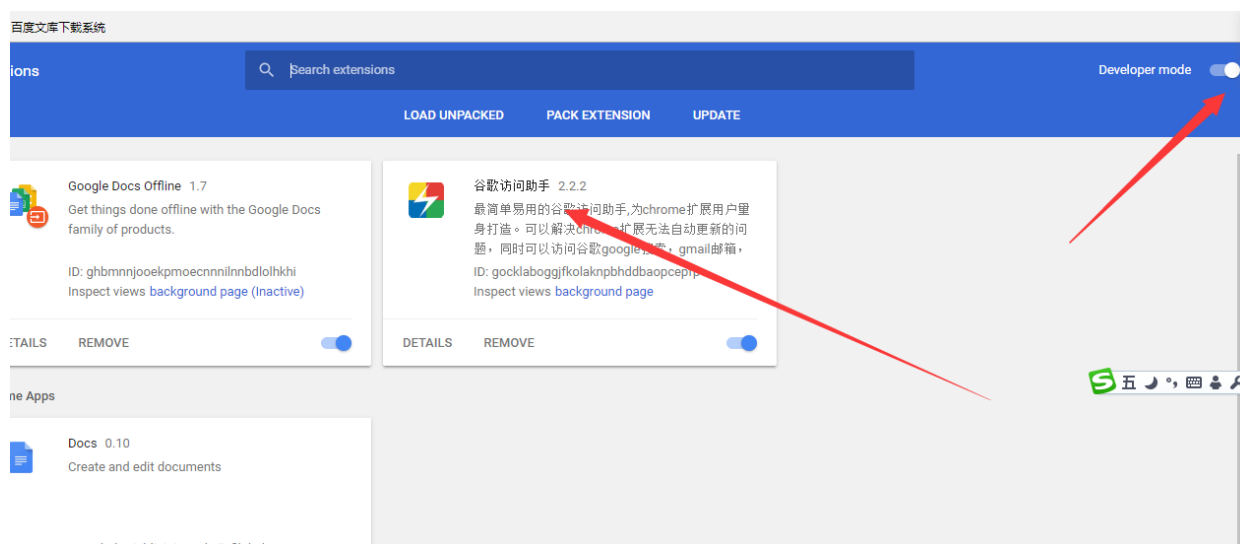 百度文库下载系统
ions
Search extensions
Developer mode
LOAD UNPACKED
PACK EXTENSION
UPDATE
Google Docs Offline 1.7
Get things done offline with the Google Docs
family of products.
ID: ghbmnnjooekpmoecnnnilnnbdlolhkhi
Inspect views background page (Inactive)
ETAILS
REMOVE
谷歌访问助手 2.2.2
最简单易用的谷歌访问助手,为chrome扩展用户量
身打造。可以解决chrome扩展无法自动更新的问
题，同时可以访问谷歌google搜索，gmail邮箱，
ID: gocklaboggjfkolaknpbhddbaopcepfp
Inspect views background page
DETAILS
REMOVE
五
me Apps
Docs 0.10
Create and edit documents